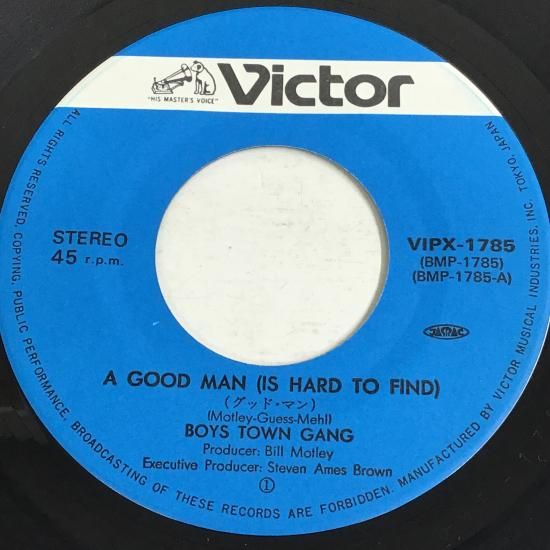 Victor
"HIS MASTER'S VOICE"
STEREO
45 r.p.m.
VIPX-1785
(BMP-1785)
(BMP-1785-A)
JASRAC
A GOOD MAN (IS HARD TO FIND)
(グッド・マン)
(Motley-Guess-Mehl)
BOYS TOWN GANG
Producer: Bill Motley
Executive Producer: Steven Ames Brown
①
ALL RIGHTS RESERVED. COPYING, PUBLIC PERFORMANCE, BROADCASTING OF THESE RECORDS ARE FORBIDDEN. MANUFACTURED BY VICTOR MUSICAL INDUSTRIES, INC. TOKYO, JAPAN